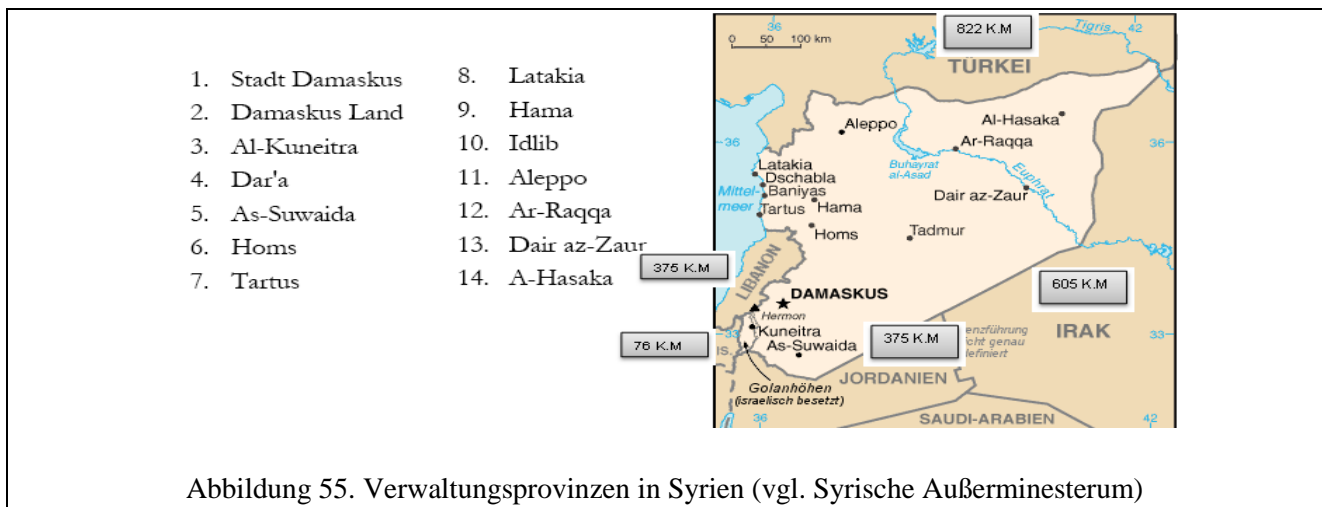 1. Stadt Damaskus
2. Damaskus Land
3. Al-Kuneitra
4. Dar'a
5. As-Suwaida
6. Homs
7. Tartus
8. Latakia
9. Hama
10. Idlib
11. Aleppo
12. Ar-Raqqa
13. Dair az-Zaur
14. A-Hasaka
36
42
0 50 100 km
822 K.M
Tigris
TÜRKEI
Aleppo
Al-Hasaka
36
Ar-Raqqa
36
Buhayrat
al-Asad
Euphrat
Latakia
Dschabla
Baniyas
Mittel-
meer
Tartus
Hama
Dair az-Zaur
Homs
Tadmur
375 K.M
LIBANON
605 K.M
DAMASKUS
Hermon
33
Kuneitra
76 K.M
IS.
As-Suwaida
375 K.M
enzführung
icht genau
efiniert
IRAK
33
JORDANIEN
Golanhöhen
(israelisch besetzt)
SAUDI-ARABIEN
36
42
Abbildung 55. Verwaltungsprovinzen in Syrien (vgl. Syrische Außerminesterum)